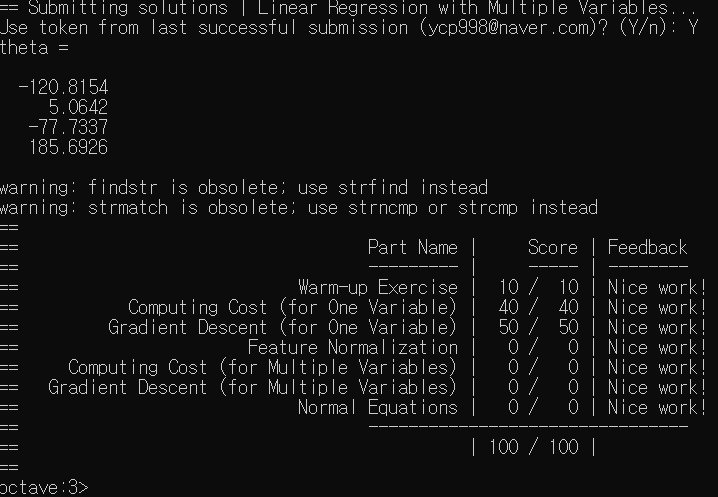 == Submitting solutions | Linear Regression with Multiple Variables...
Use token from last successful submission (ycp998@naver.com)? (Y/n): Y
theta =
-120.8154
5.0642
-77.7337
185.6926
warning: findstr is obsolete; use strfind instead
warning: strmatch is obsolete; use strncmp or strcmp instead
==
== Part Name | Score | Feedback
== --------- | ----- | --------
== Warm-up Exercise | 10 / 10 | Nice work!
== Computing Cost (for One Variable) | 40 / 40 | Nice work!
== Gradient Descent (for One Variable) | 50 / 50 | Nice work!
== Feature Normalization | 0 / 0 | Nice work!
== Computing Cost (for Multiple Variables) | 0 / 0 | Nice work!
== Gradient Descent (for Multiple Variables) | 0 / 0 | Nice work!
== Normal Equations | 0 / 0 | Nice work!
== --------------------------------
== | 100 / 100 |
==
octave:3>